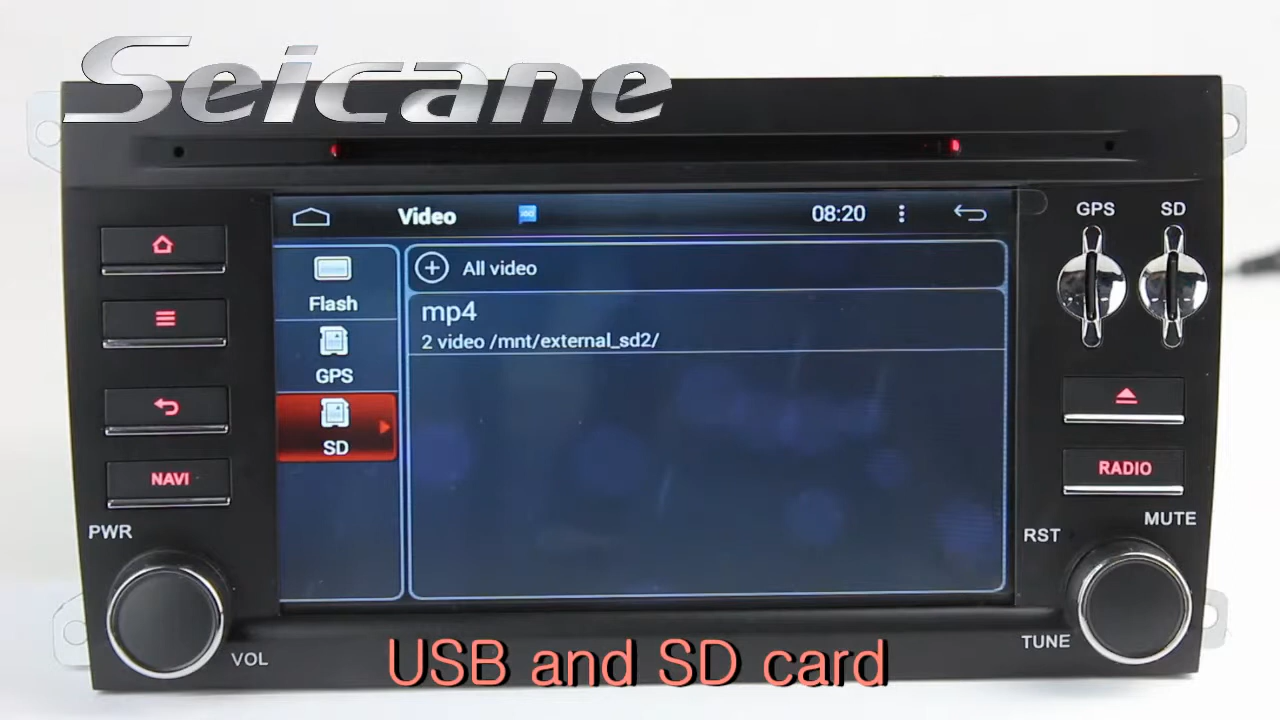 Seicane
Video
08:20
GPS
SD
Flash
GPS
SD
All video
mp4
2 video /mnt/external_sd2/
NAVI
PWR
VOL
RADIO
MUTE
RST
TUNE
USB and SD card